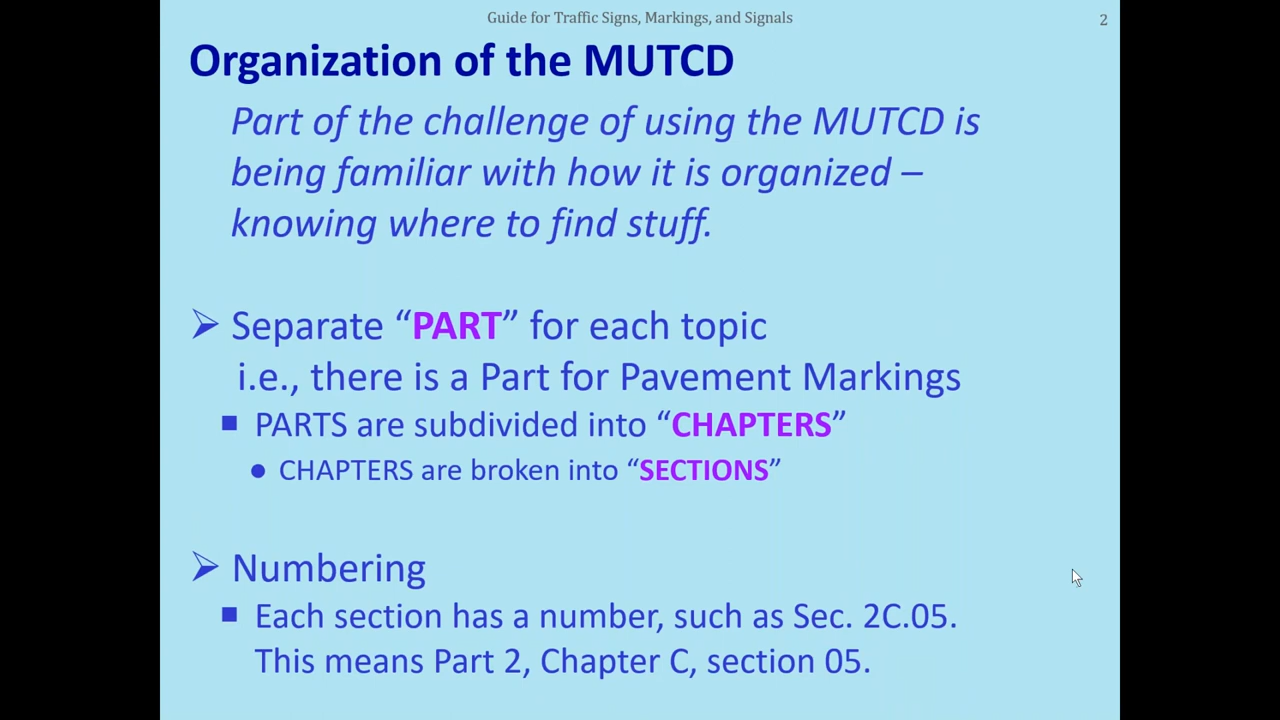 Guide for Traffic Signs, Markings, and Signals
2
Organization of the MUTCD
Part of the challenge of using the MUTCD is
being familiar with how it is organized –
knowing where to find stuff.
Separate “PART” for each topic
i.e., there is a Part for Pavement Markings
PARTS are subdivided into “CHAPTERS”
CHAPTERS are broken into “SECTIONS”
Numbering
Each section has a number, such as Sec. 2C.05.
This means Part 2, Chapter C, section 05.